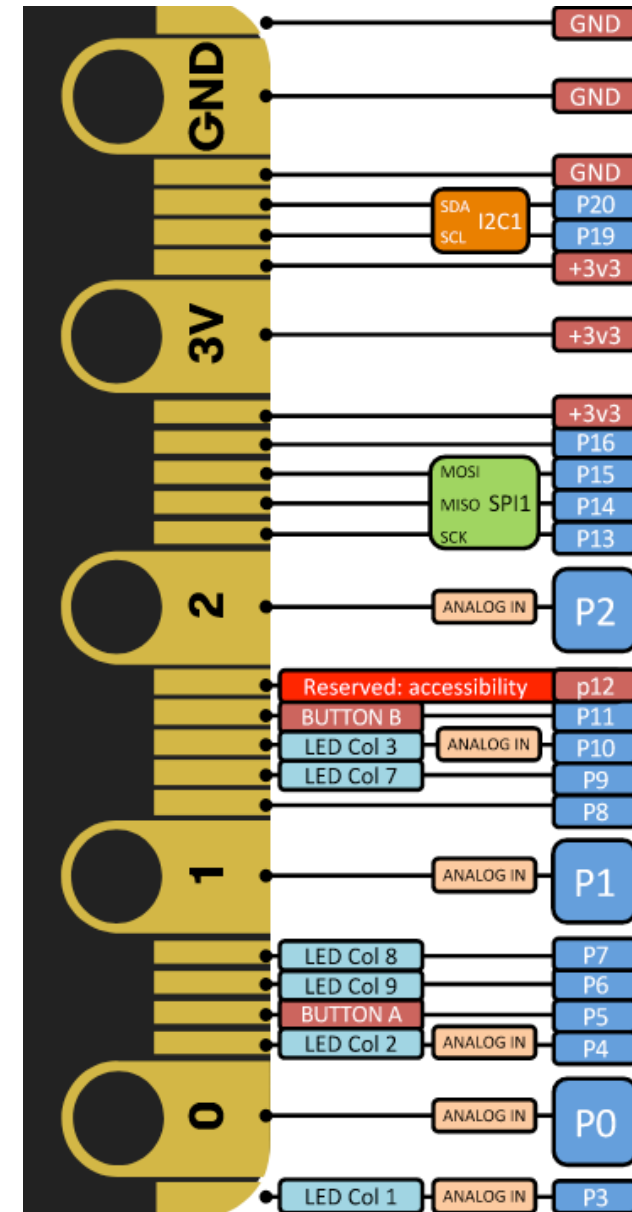 GND
GND GND
GND
SDA I2C1 P20
SCL P19
+3v3
3V +3v3
+3v3
P16
MOSI P15
MISO SPI1 P14
SCK P13
2 ANALOG IN P2
Reserved: accessibility p12
BUTTON B P11
LED Col 3 ANALOG IN P10
LED Col 7 P9
P8
1 ANALOG IN P1
LED Col 8 P7
LED Col 9 P6
BUTTON A P5
LED Col 2 ANALOG IN P4
0 ANALOG IN P0
LED Col 1 ANALOG IN P3